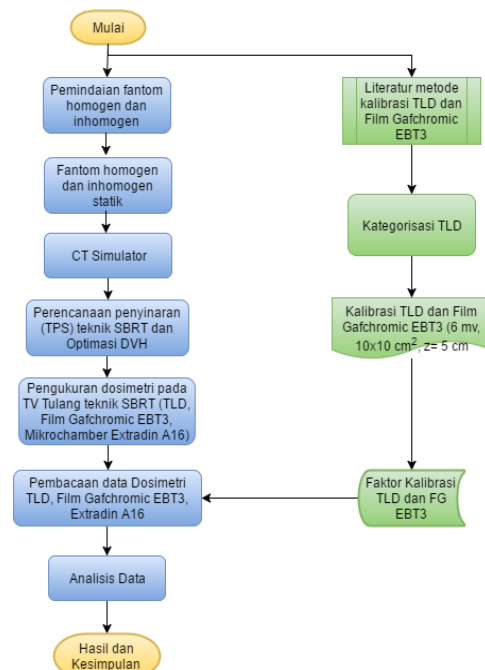 Mulai
Pemindaian fantom
homogen dan
inhomogen
Fantom homogen
dan inhomogen
statik
CT Simulator
Perencanaan penyinaran
(TPS) teknik SBRT dan
Optimasi DVH
Pengukuran dosimetri pada
TV Tulang teknik SBRT (TLD,
Film Gafchromic EBT3,
Mikrochamber Extradin A16)
Pembacaan data Dosimetri
TLD, Film Gafchromic EBT3,
Extradin A16
Analisis Data
Hasil dan
Kesimpulan
Literatur metode
kalibrasi TLD dan
Film Gafchromic
EBT3
Kategorisasi TLD
Kalibrasi TLD dan Film
Gafchromic EBT3 (6 mv,
10x10 cm², z= 5 cm
Faktor Kalibrasi
TLD dan FG
EBT3